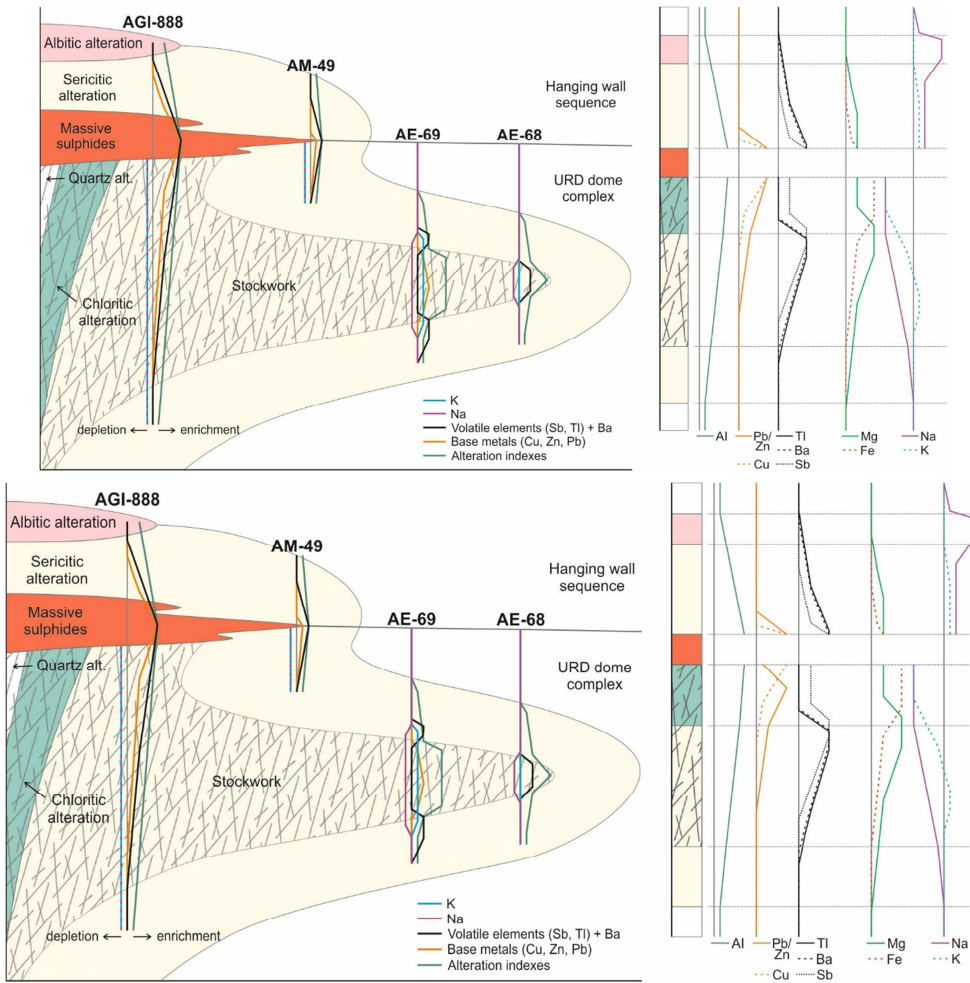 AGI-888
Albitic alteration
AM-49
Sericitic
alteration
Hanging wall
sequence
Massive
sulphides
AE-69
AE-68
Quartz alt.
URD dome
complex
Stockwork
Chloritic
alteration
K
Na
Volatile elements (Sb, Tl) + Ba
Base metals (Cu, Zn, Pb)
Alteration indexes
depletion
enrichment
AI
Pb/
Zn
Cu
Tl
Ba
Sb
Mg
Fe
Na
K
AGI-888
Albitic alteration
AM-49
Sericitic
alteration
Hanging wall
sequence
Massive
sulphides
AE-69
AE-68
Quartz alt.
URD dome
complex
Stockwork
Chloritic
alteration
K
Na
Volatile elements (Sb, Tl) + Ba
Base metals (Cu, Zn, Pb)
Alteration indexes
depletion
enrichment
AI
Pb/
Zn
Cu
Tl
Ba
Sb
Mg
Fe
Na
K